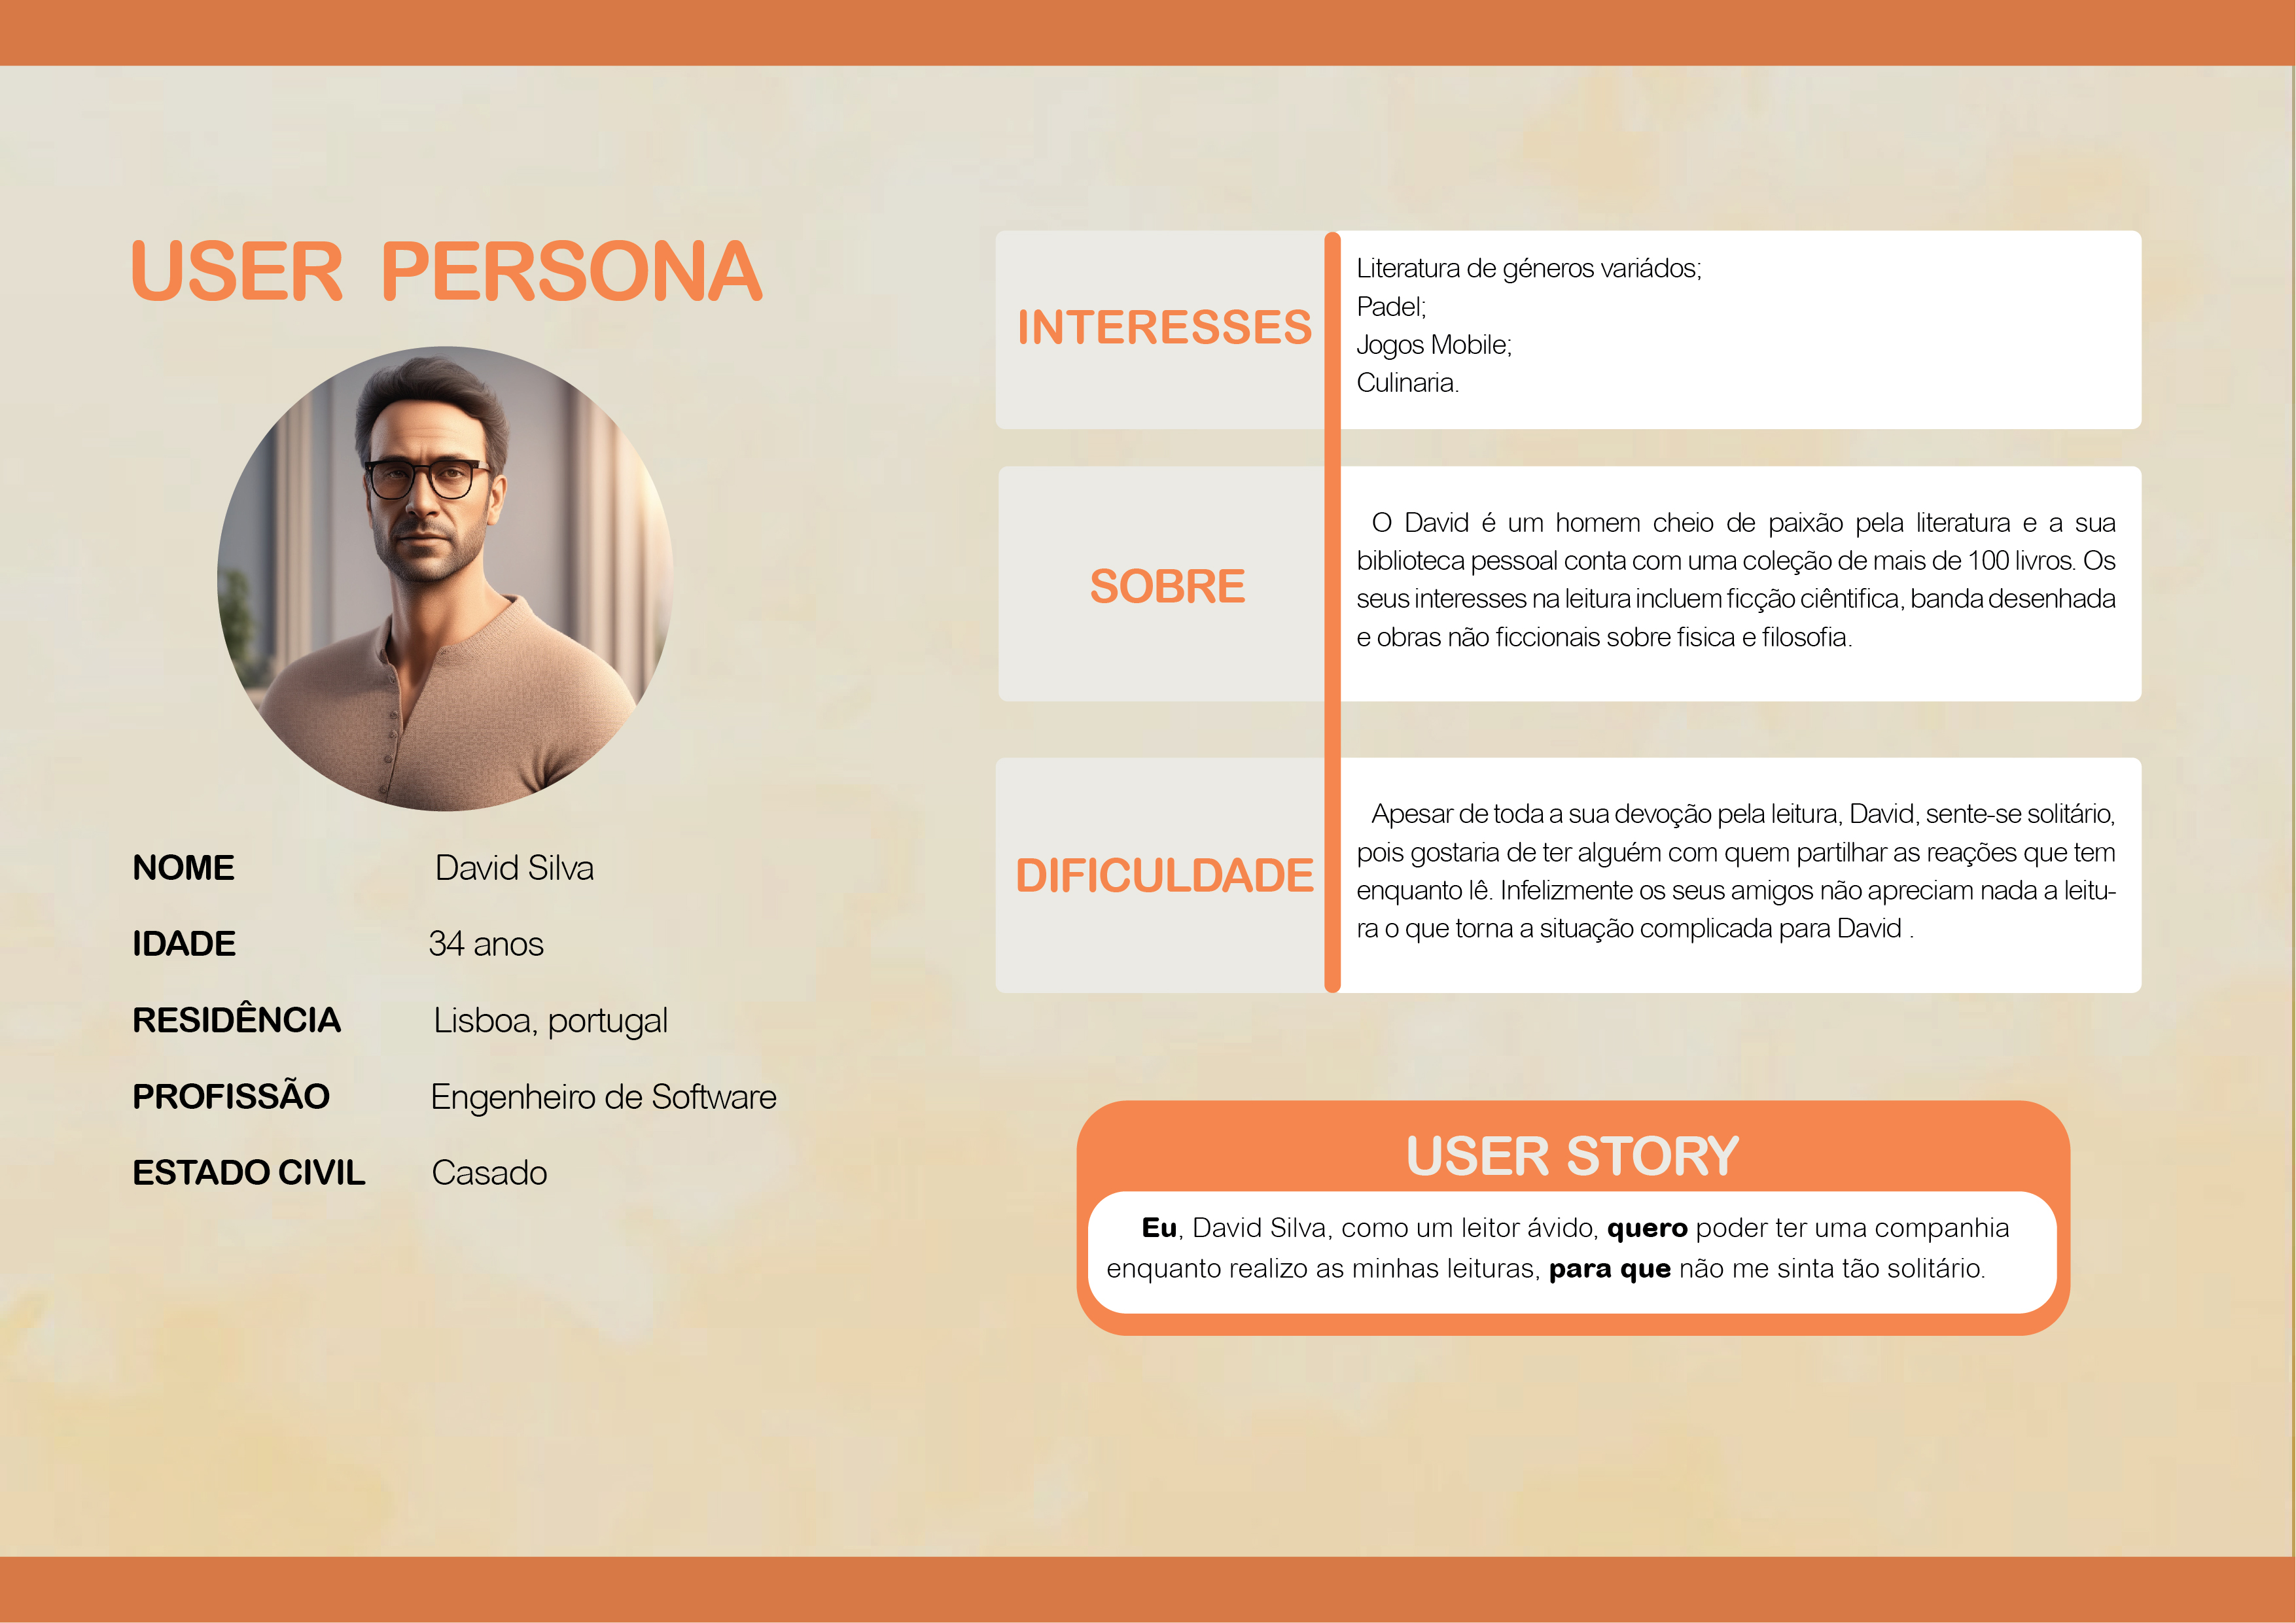 USER PERSONA
NOME David Silva
IDADE 34 anos
RESIDÊNCIA Lisboa, portugal
PROFISSÃO Engenheiro de Software
ESTADO CIVIL Casado
INTERESSES
Literatura de géneros variádos;
Padel;
Jogos Mobile;
Culinaria.
SOBRE
O David é um homem cheio de paixão pela literatura e a sua
biblioteca pessoal conta com uma coleção de mais de 100 livros. Os
seus interesses na leitura incluem ficção ciêntifica, banda desenhada
e obras não ficcionais sobre fisica e filosofia.
DIFICULDADE
Apesar de toda a sua devoção pela leitura, David, sente-se solitário,
pois gostaria de ter alguém com quem partilhar as reações que tem
enquanto lê. Infelizmente os seus amigos não apreciam nada a leitu-
ra o que torna a situação complicada para David .
USER STORY
Eu, David Silva, como um leitor ávido, quero poder ter uma companhia
enquanto realizo as minhas leituras, para que não me sinta tão solitário.